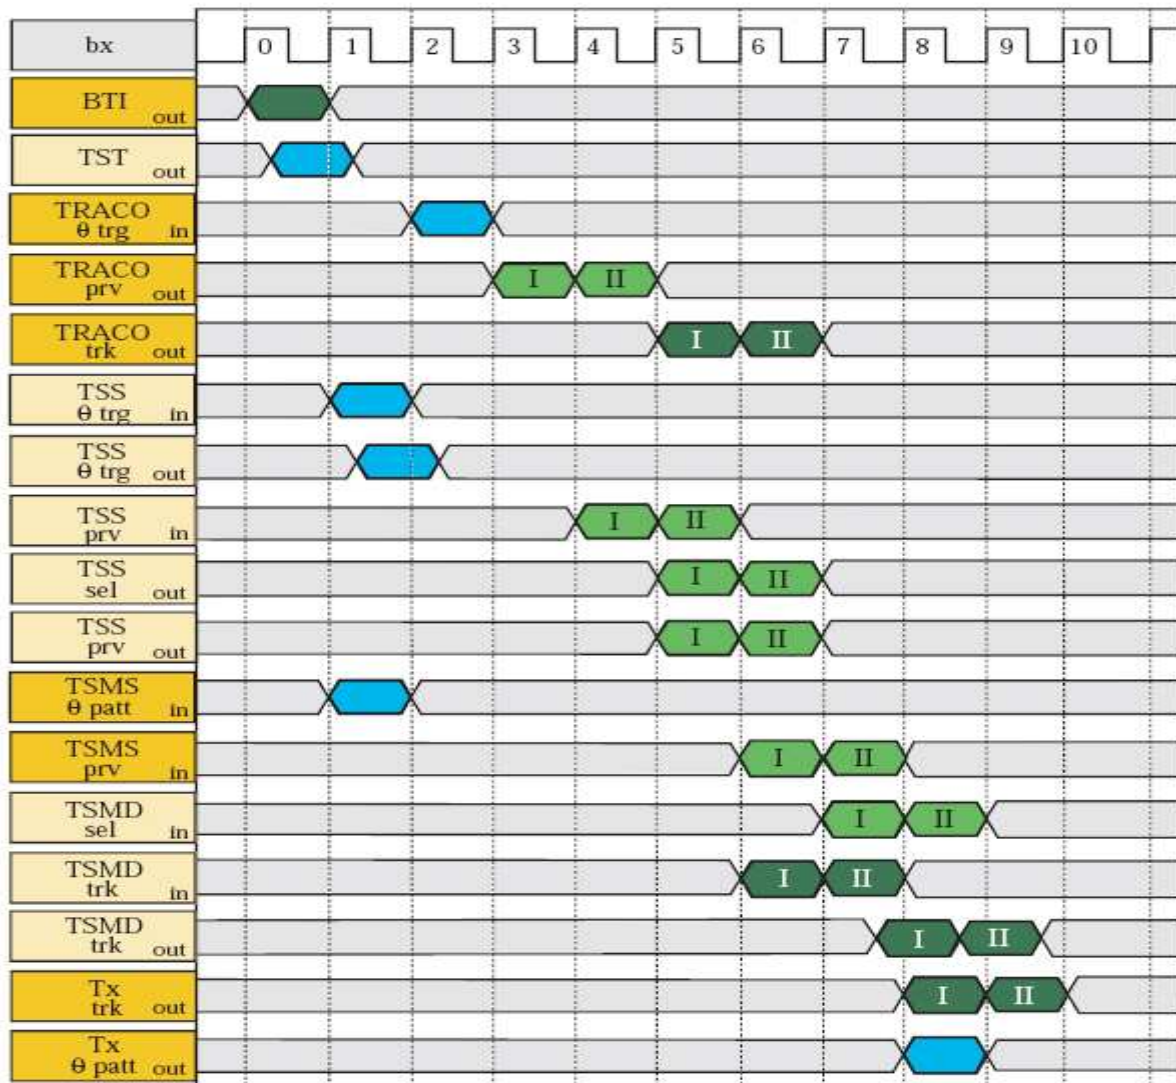 bx 0 1 2 3 4 5 6 7 8 9 10
BTI
out
TST
out
TRACO
θ trg in
TRACO
prv out
I II
TRACO
trk out
I II
TSS
θ trg in
TSS
θ trg out
TSS
prv in
I II
TSS
sel out
I II
TSS
prv out
I II
TSMS
θ patt in
TSMS
prv in
I II
TSMD
sel in
I II
TSMD
trk in
I II
TSMD
trk out
I II
Tx
trk out
I II
Tx
θ patt out